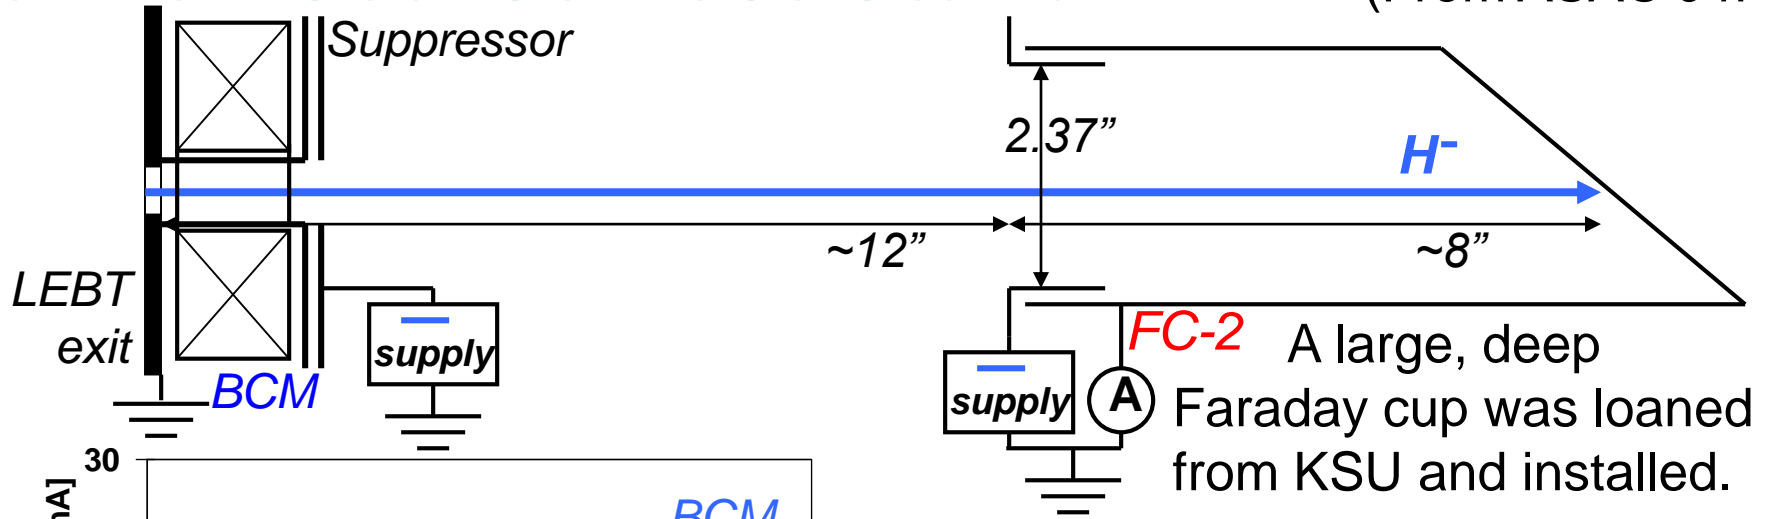 Suppressor
2.37”
H-
~12”
~8”
LEBT
exit
supply
BCM
FC-2
A large, deep
supply
A
Faraday cup was loaned
from KSU and installed.
30
BCM